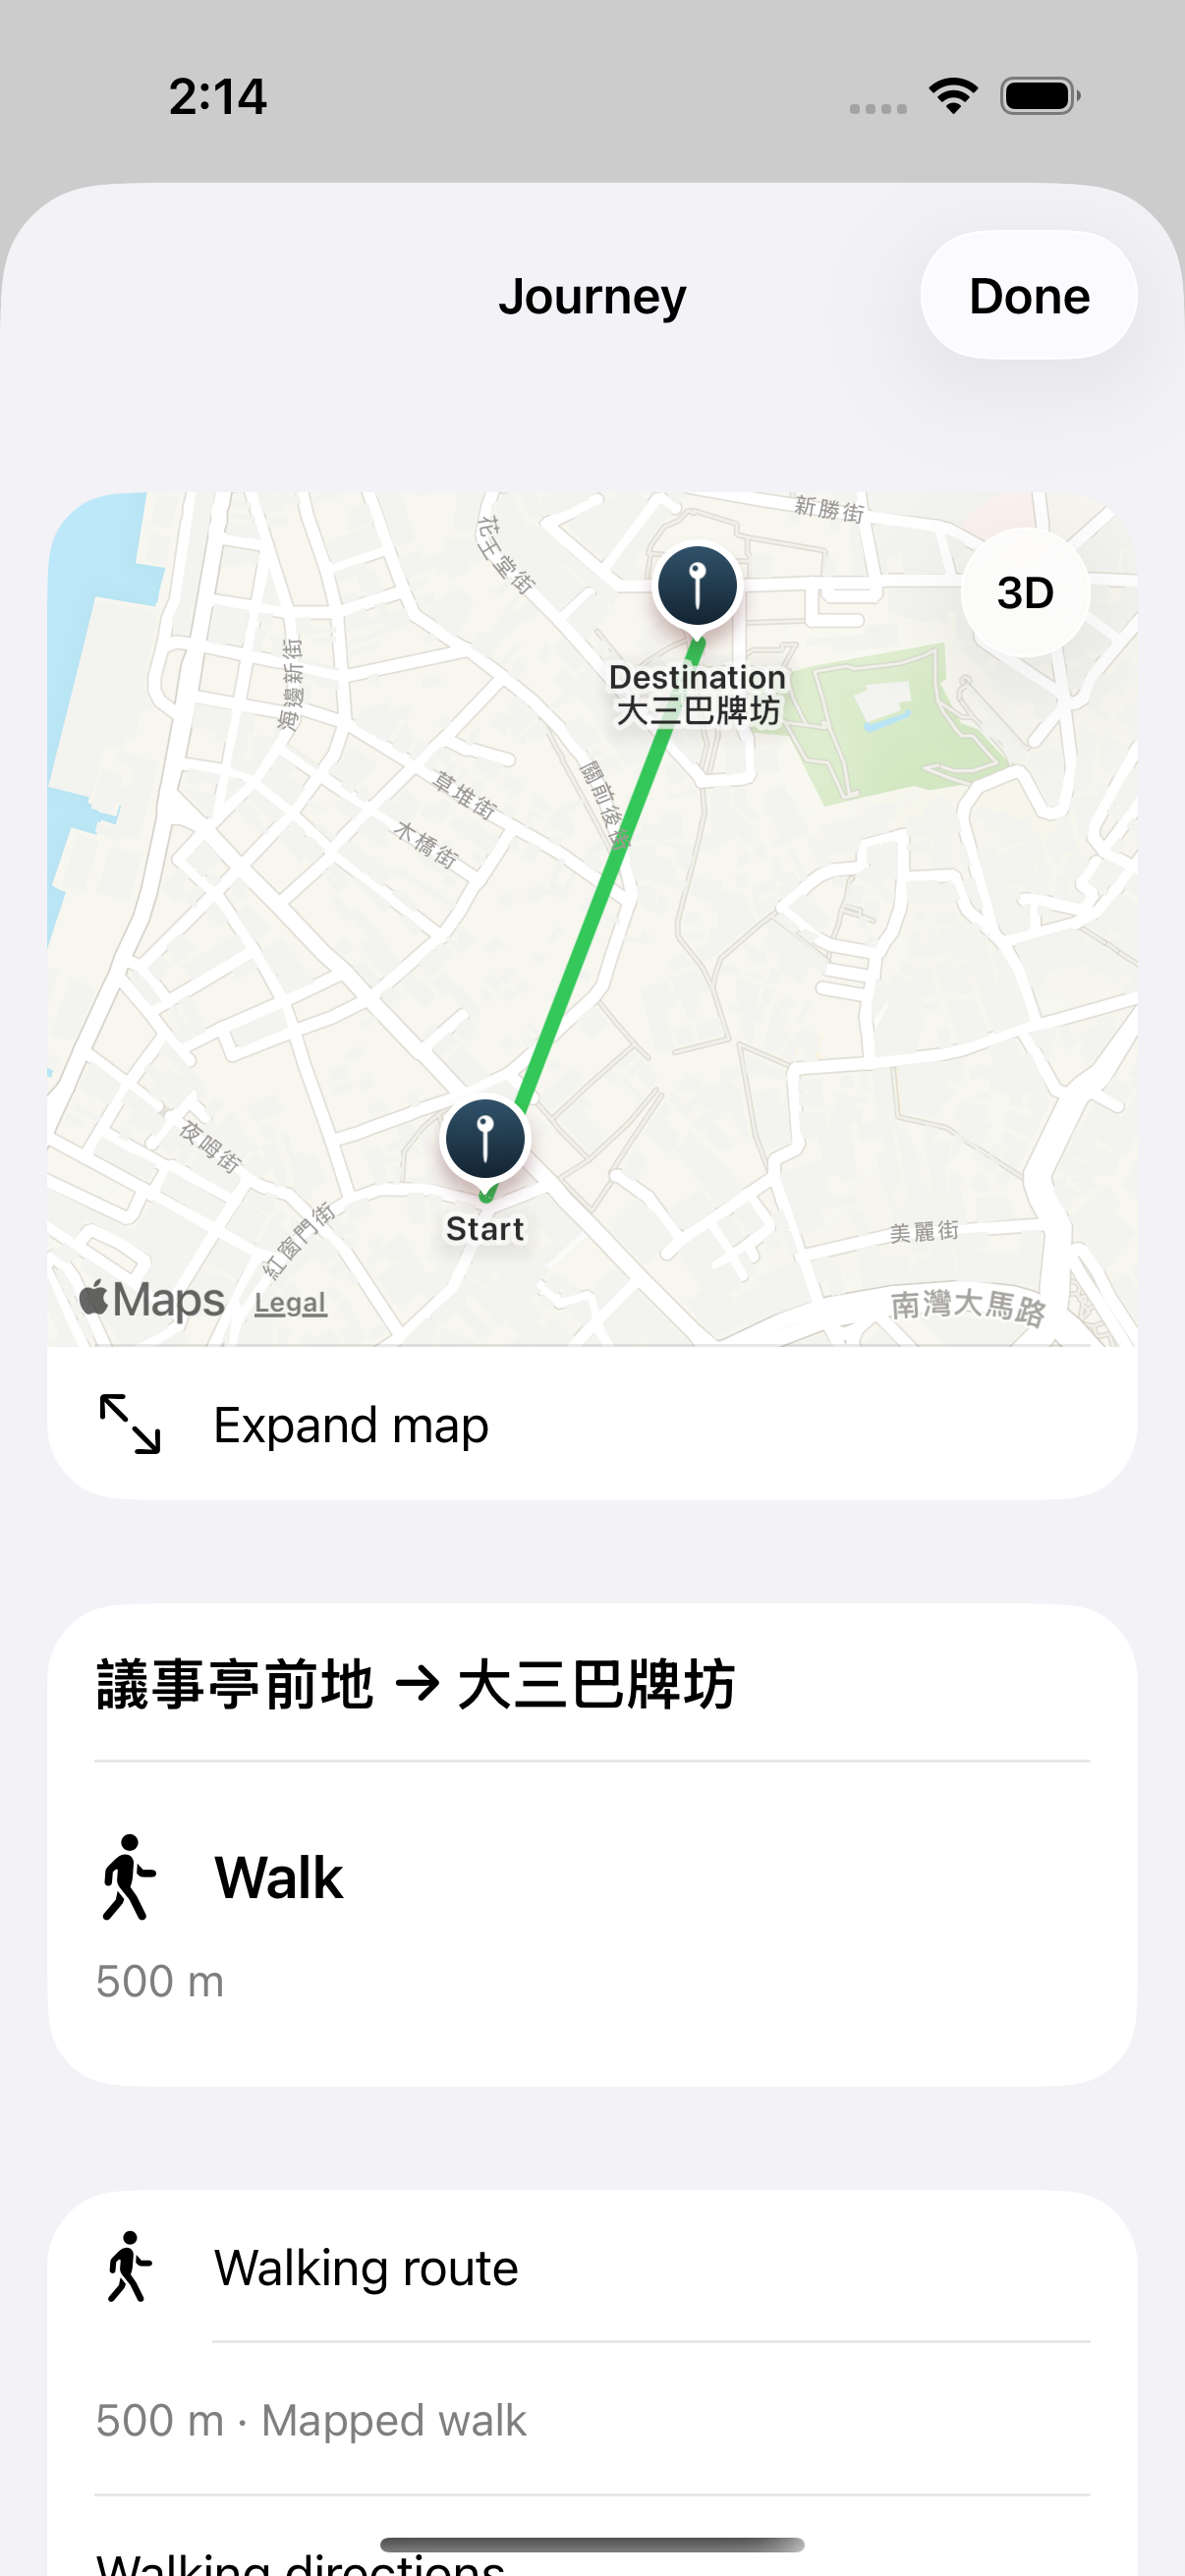 2:14
Journey
Done
新勝街
花王堂街
3D
海邊新街
Destination
大三巴牌坊
關前後街
草堆街
木橋街
夜呣街
紅窗門街
Start
美麗街
南灣大馬路
Maps
Legal
Expand map
議事亭前地 → 大三巴牌坊
Walk
500 m
Walking route
500 m · Mapped walk
Walking directions